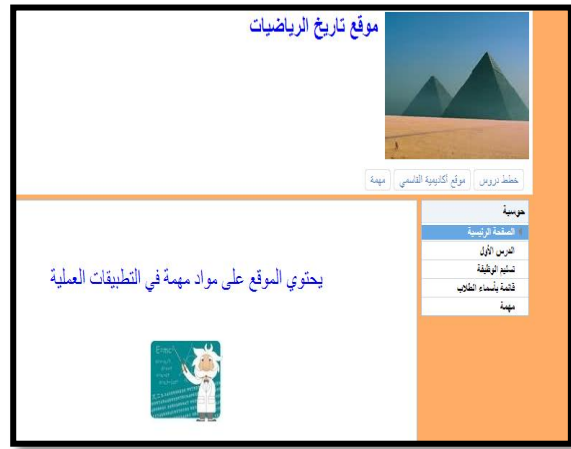 موقع تاريخ الرياضيات
خطط دروس
موقع أكاديمية القاسمي
مهمة
حوسبة
الصفحة الرئيسية
الدرس الأول
تسليم الوظيفة
قائمة بأسماء الطلاب
مهمة
يحتوي الموقع على مواد مهمة في التطبيقات العملية
E=mc²